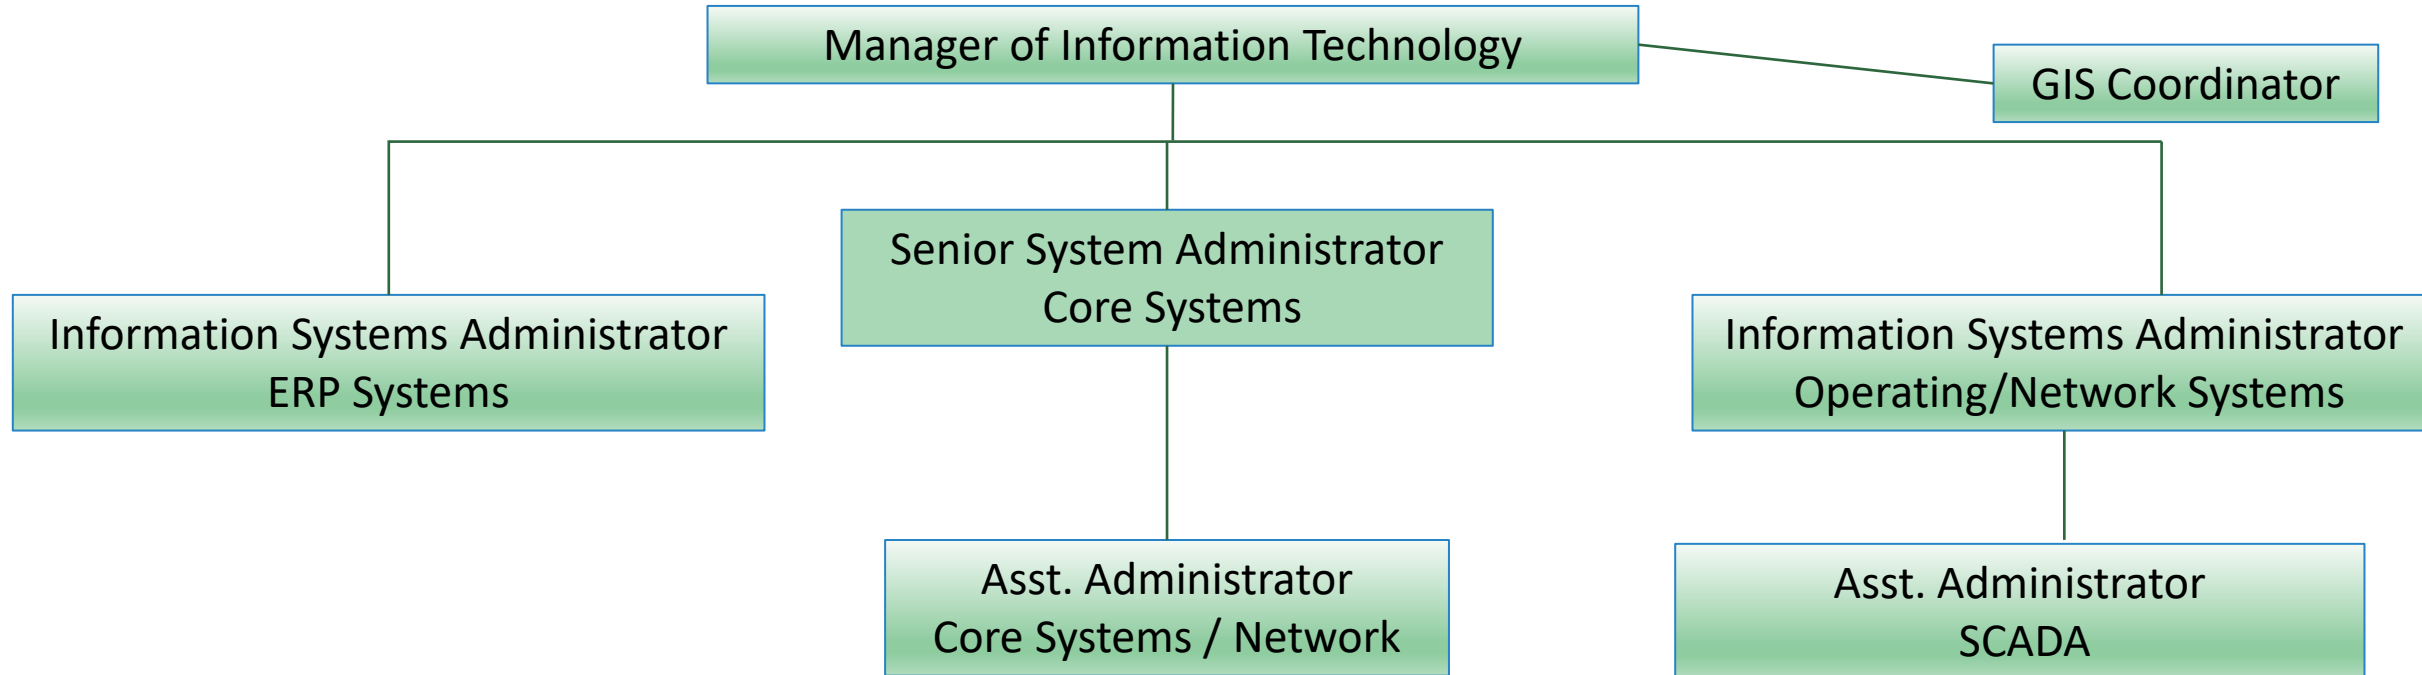 Manager of Information Technology
GIS Coordinator
Senior System Administrator
Core Systems
Information Systems Administrator
ERP Systems
Information Systems Administrator
Operating/Network Systems
Asst. Administrator
Core Systems / Network
Asst. Administrator
SCADA